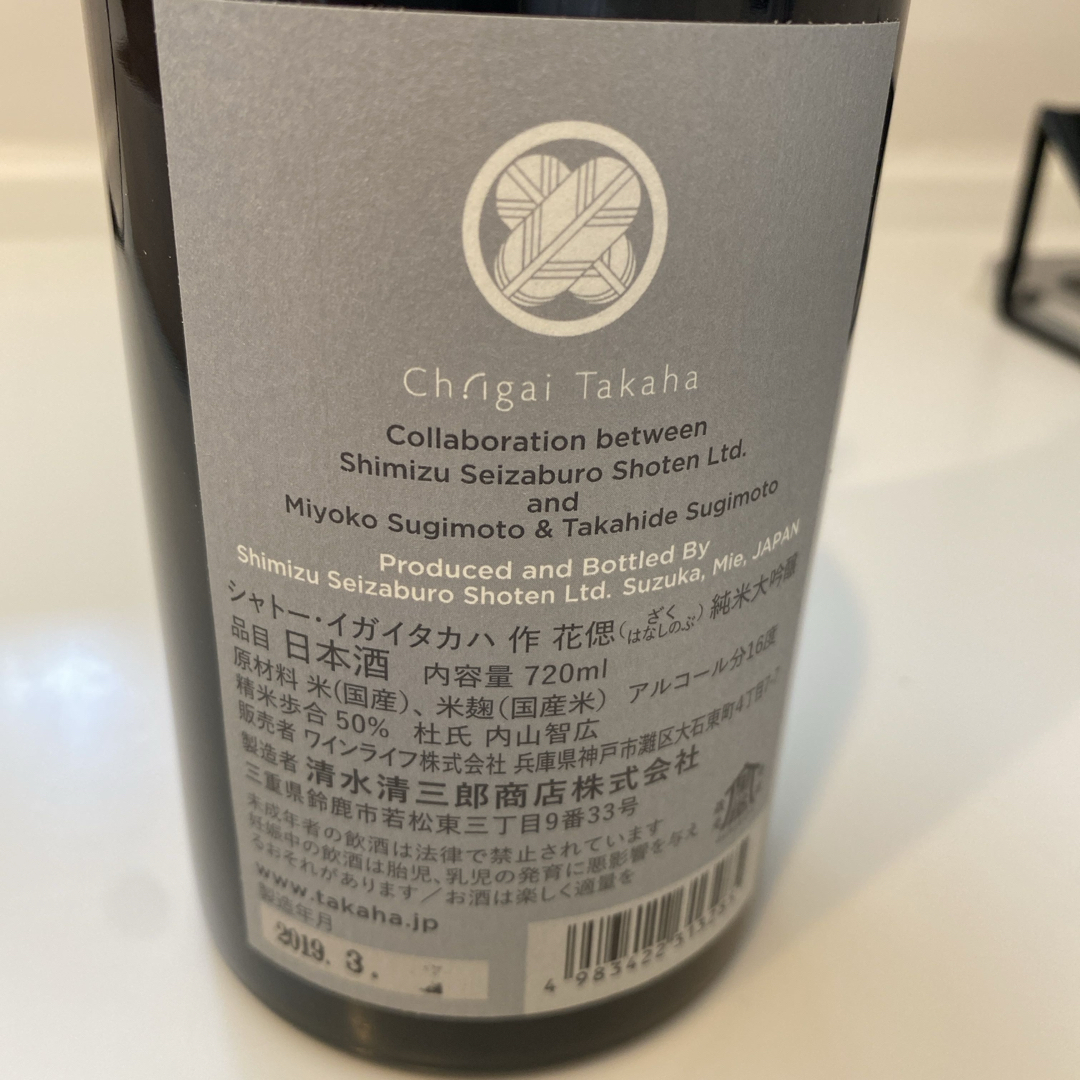 Chigai Takaha
Collaboration between
Shimizu Seizaburo Shoten Ltd.
and
Miyoko Sugimoto & Takahide Sugimoto
Produced and Bottled By
Shimizu Seizaburo Shoten Ltd. Suzuka, Mie, JAPAN
シャトー・イガイタカハ 作 花偲(ざく はなしのぶ) 純米大吟醸
品目 日本酒 内容量 720ml
原材料 米(国産)、米麹(国産米) アルコール分16度
精米歩合 50% 杜氏 内山智広
販売者 ワインライフ株式会社 兵庫県神戸市灘区大石東町4丁目7-7
製造者 清水清三郎商店株式会社
三重県鈴鹿市若松東三丁目9番33号
未成年者の飲酒は法律で禁止されています
妊娠中の飲酒は胎児、乳児の発育に悪影響を与え
るおそれがあります/お酒は楽しく適量を
www.takaha.jp
製造年月
2019. 3.
4 983422